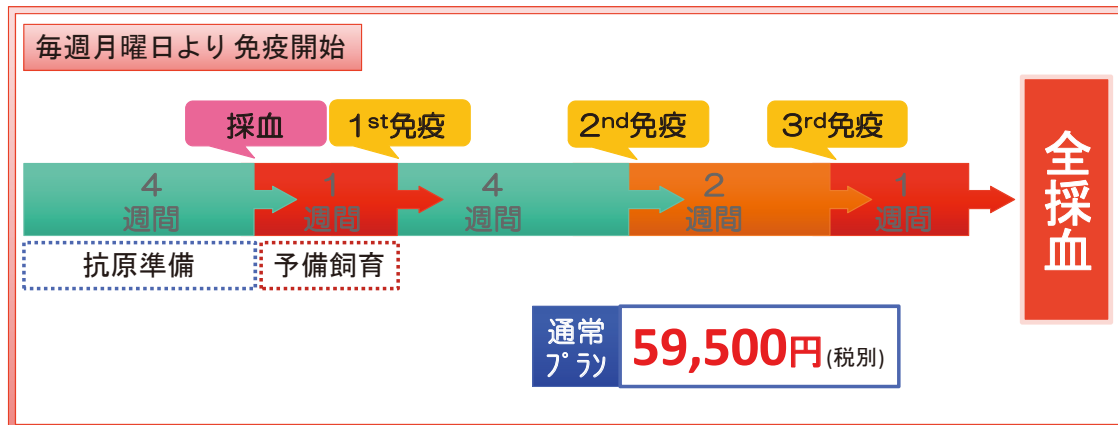 毎週月曜日より 免疫開始
採血
1st免疫
2nd免疫
3rd免疫
全採血
4
週間
1
週間
4
週間
2
週間
1
週間
抗原準備
予備飼育
通常
プラン
59,500円(税別)